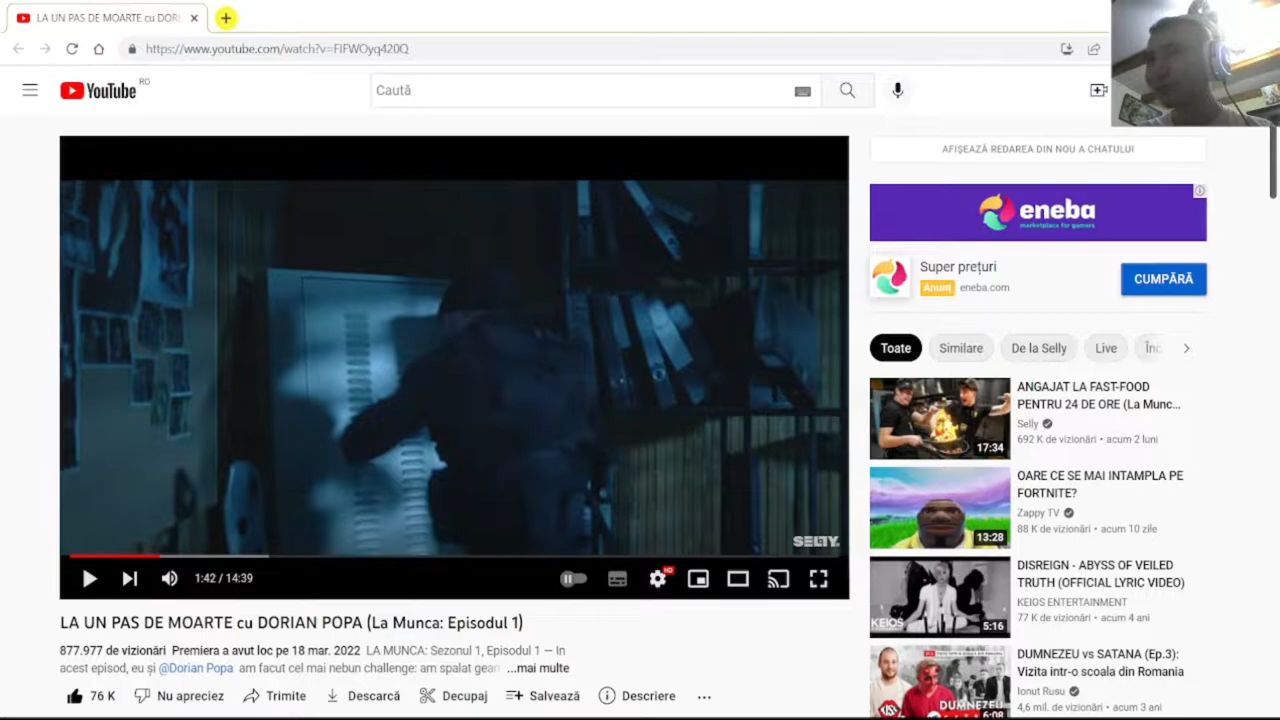 LA UN PAS DE MOARTE cu DORI
https://www.youtube.com/watch?v=FIFWOyq420Q
YouTube RO
Caută
AFIȘEAZĂ REDAREA DIN NOU A CHATULUI
eneba
marketplace for gamers
Super prețuri
Anunț eneba.com
CUMPĂRĂ
Toate
Similare
De la Selly
Live
Înc
SELLY.
1:42 / 14:39
HD
ANGAJAT LA FAST-FOOD
PENTRU 24 DE ORE (La Munc...
Selly
692 K de vizionări • acum 2 luni
17:34
OARE CE SE MAI INTAMPLA PE
FORTNITE?
Zappy TV
88 K de vizionări • acum 10 zile
13:28
DISREIGN - ABYSS OF VEILED
TRUTH (OFFICIAL LYRIC VIDEO)
KEIOS ENTERTAINMENT
77 K de vizionări • acum 4 ani
KEIOS
5:16
DUMNEZEU vs SATANA (Ep.3):
Vizita intr-o scoala din Romania
Ionut Rusu
4,6 mil. de vizionări • acum 3 ani
DUMNEZEU
6:08
LA UN PAS DE MOARTE cu DORIAN POPA (La Munca: Episodul 1)
877.977 de vizionări Premiera a avut loc pe 18 mar. 2022 LA MUNCA: Sezonul 1, Episodul 1 — In
acest episod, eu și @Dorian Popa am facut cel mai nebun challenge: am spalat gean ...mai multe
76 K
Nu apreciez
Trimite
Descarcă
Decupaj
Salvează
Descriere